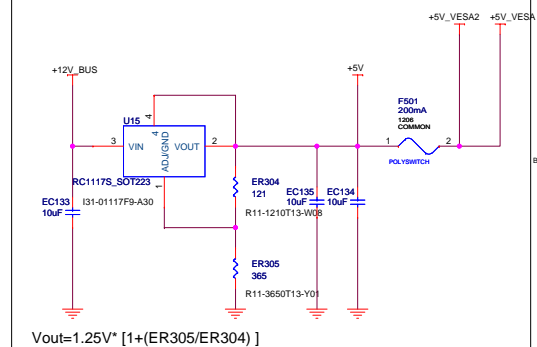 +5V_VESA2 +5V_VESA
+12V_BUS
+5V
F501
200mA
1206
COMMON
U15
4
4
3 VIN VOUT 2
ADJ/GND
1 2
POLYSWITCH
RC1117S_SOT223
1
I31-01117F9-A30
EC133
10uF
ER304
121
R11-1210T13-W08
EC135
10uF
EC134
10uF
ER305
365
R11-3650T13-Y01
B
Vout=1.25V* [1+(ER305/ER304) ]